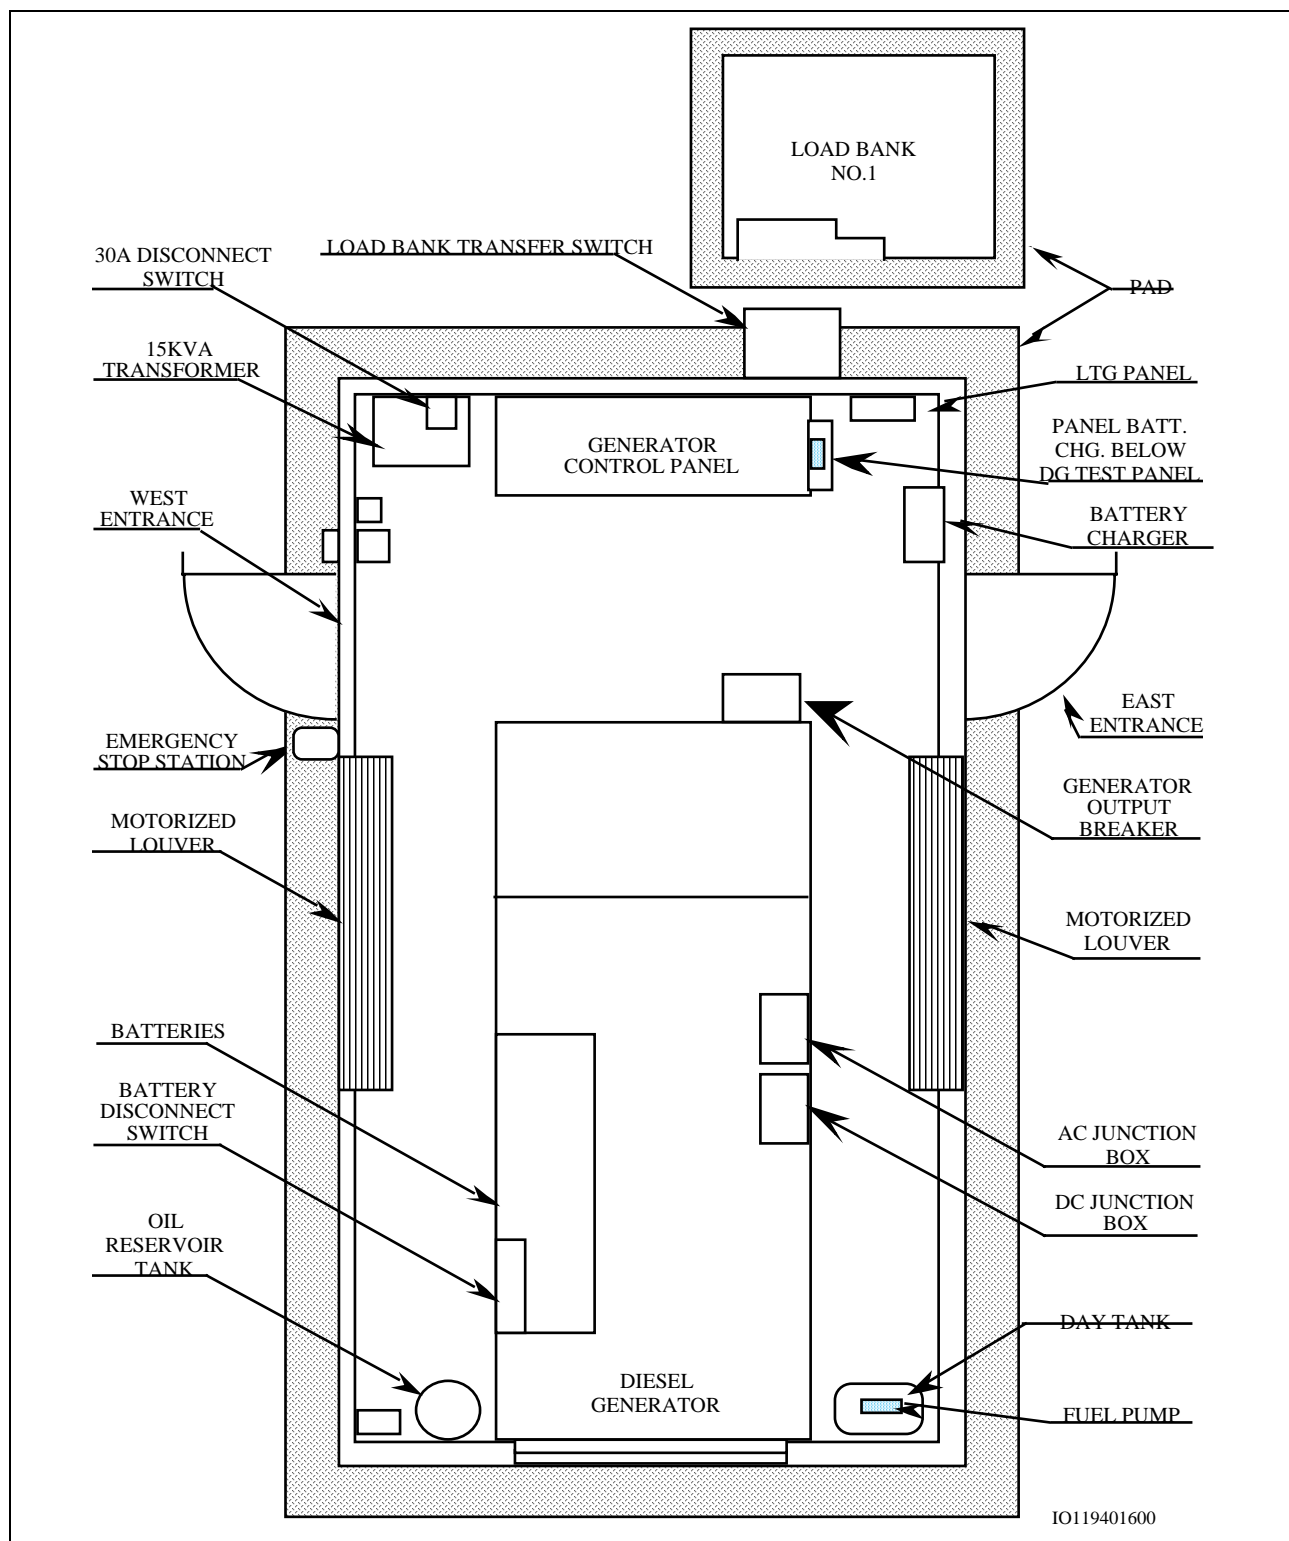 LOAD BANK
NO.1
LOAD BANK TRANSFER SWITCH
30A DISCONNECT
SWITCH
PAD
15KVA
TRANSFORMER
LTG PANEL
GENERATOR
CONTROL PANEL
PANEL BATT.
CHG. BELOW
DG TEST PANEL
WEST
ENTRANCE
BATTERY
CHARGER
EAST
ENTRANCE
EMERGENCY
STOP STATION
GENERATOR
OUTPUT
BREAKER
MOTORIZED
LOUVER
MOTORIZED
LOUVER
BATTERIES
BATTERY
DISCONNECT
SWITCH
AC JUNCTION
BOX
DC JUNCTION
BOX
OIL
RESERVOIR
TANK
DAY TANK
DIESEL
GENERATOR
FUEL PUMP
IO119401600